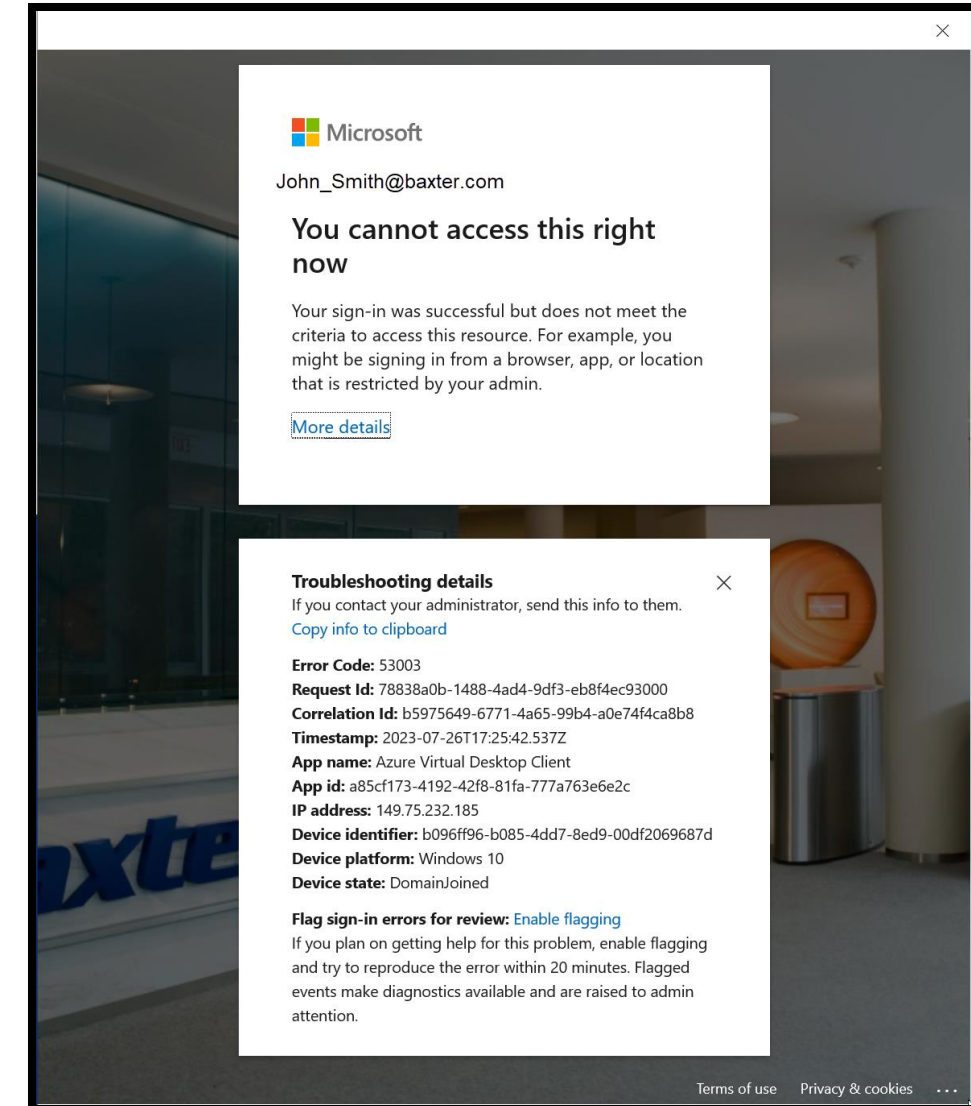 Microsoft
John_Smith@baxter.com
You cannot access this right
now
Your sign-in was successful but does not meet the
criteria to access this resource. For example, you
might be signing in from a browser, app, or location
that is restricted by your admin.
More details
Troubleshooting details
If you contact your administrator, send this info to them.
Copy info to clipboard
Error Code: 53003
Request Id: 78838a0b-1488-4ad4-9df3-eb8f4ec93000
Correlation Id: b5975649-6771-4a65-99b4-a0e74f4ca8b8
Timestamp: 2023-07-26T17:25:42.537Z
App name: Azure Virtual Desktop Client
App id: a85cf173-4192-42f8-81fa-777a763e6e2c
IP address: 149.75.232.185
Device identifier: b096ff96-b085-4dd7-8ed9-00df2069687d
Device platform: Windows 10
Device state: DomainJoined
Flag sign-in errors for review: Enable flagging
If you plan on getting help for this problem, enable flagging
and try to reproduce the error within 20 minutes. Flagged
events make diagnostics available and are raised to admin
attention.
axte
Terms of use Privacy & cookies ...